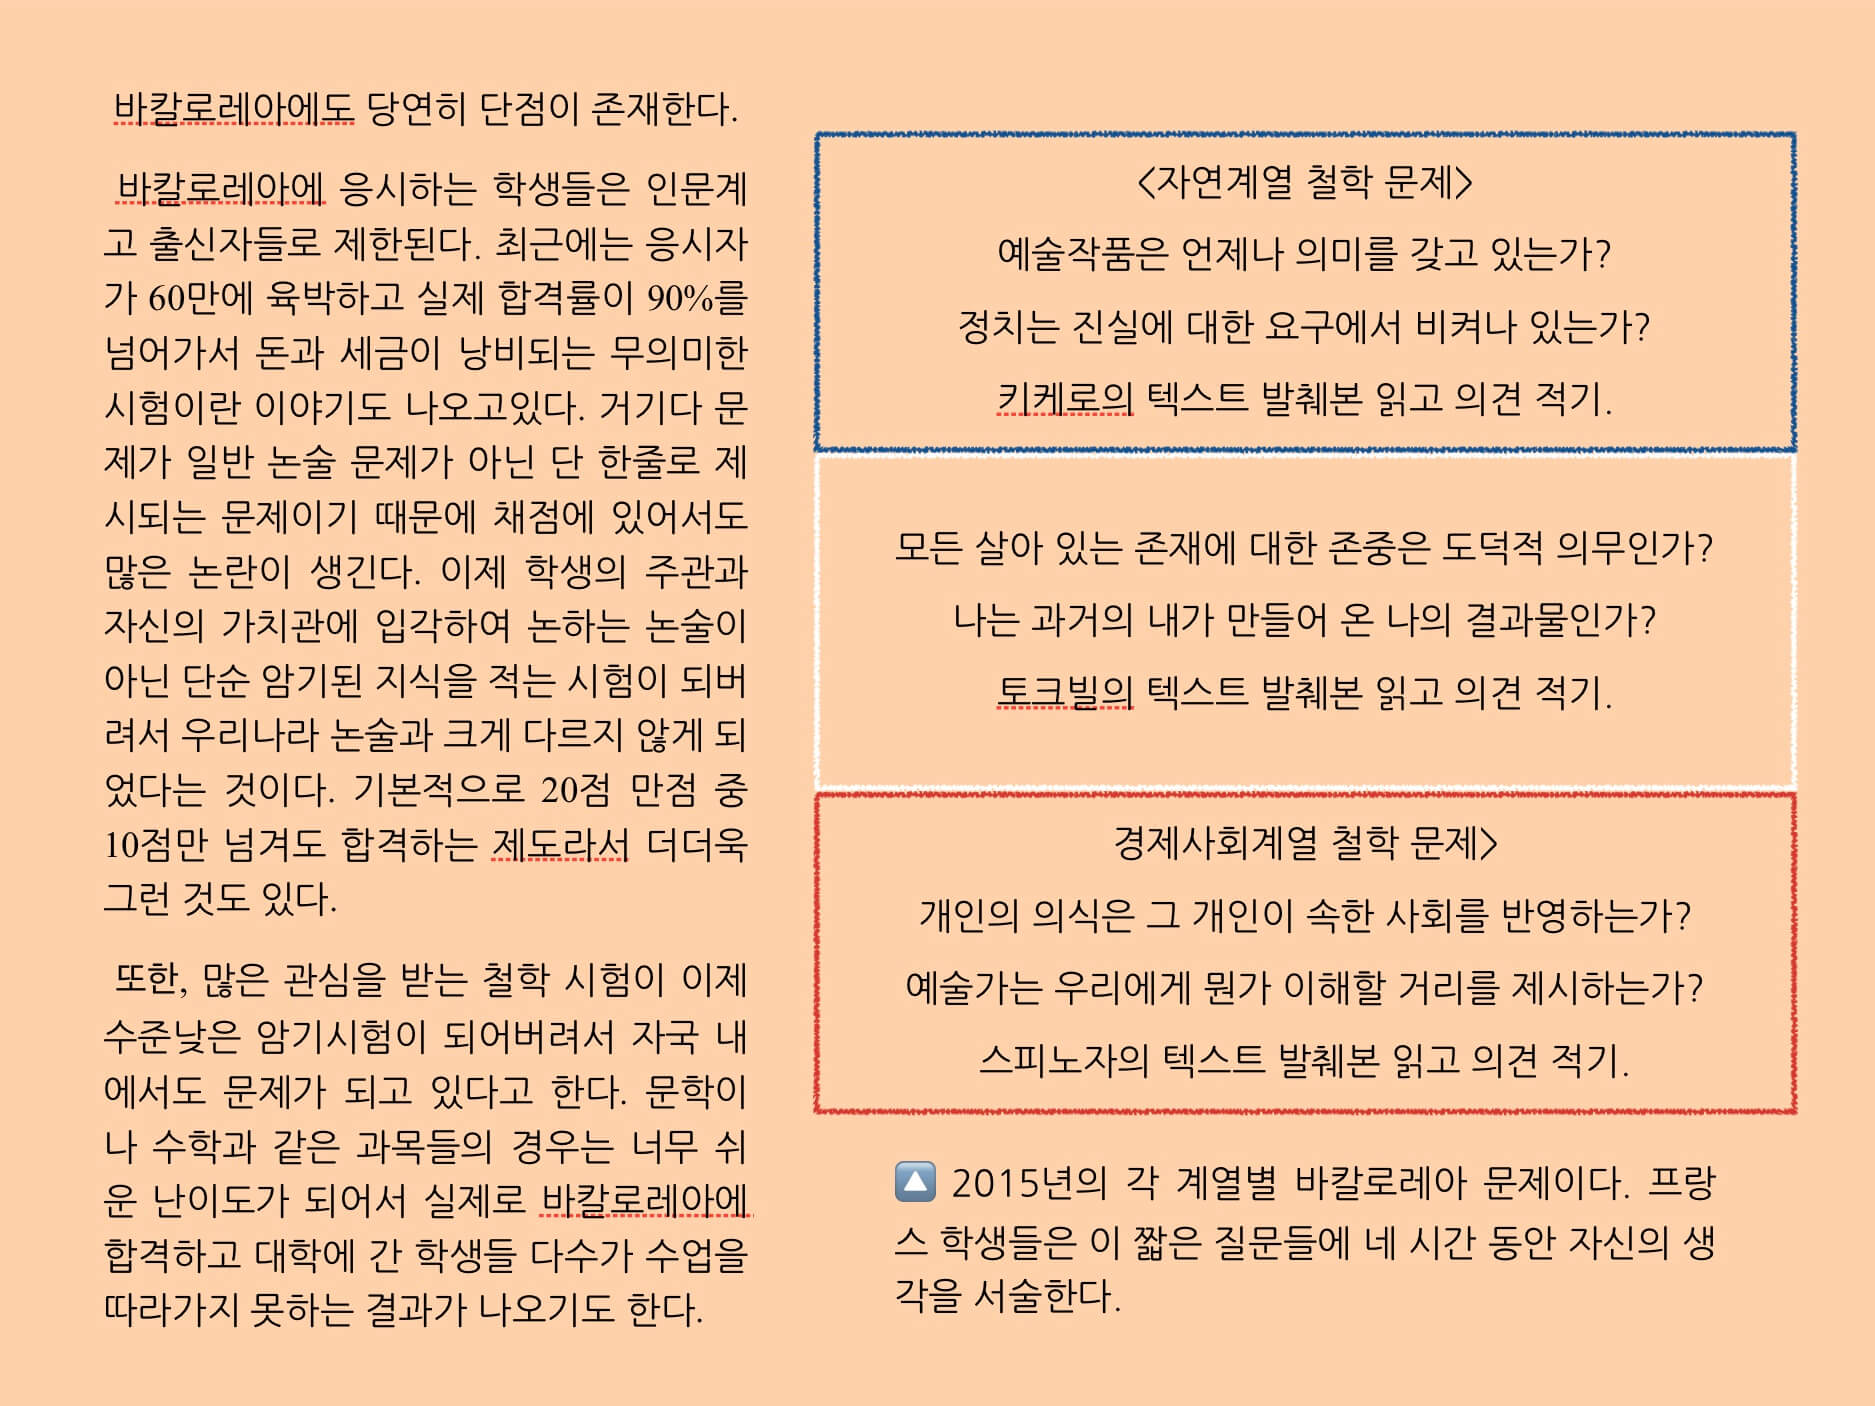 바칼로레아에도 당연히 단점이 존재한다.
바칼로레아에 응시하는 학생들은 인문계
고 출신자들로 제한된다. 최근에는 응시자
가 60만에 육박하고 실제 합격률이 90%를
넘어가서 돈과 세금이 낭비되는 무의미한
시험이란 이야기도 나오고있다. 거기다 문
제가 일반 논술 문제가 아닌 단 한줄로 제
시되는 문제이기 때문에 채점에 있어서도
많은 논란이 생긴다. 이제 학생의 주관과
자신의 가치관에 입각하여 논하는 논술이
아닌 단순 암기된 지식을 적는 시험이 되버
려서 우리나라 논술과 크게 다르지 않게 되
었다는 것이다. 기본적으로 20점 만점 중
10점만 넘겨도 합격하는 제도라서 더더욱
그런 것도 있다.
또한, 많은 관심을 받는 철학 시험이 이제
수준낮은 암기시험이 되어버려서 자국 내
에서도 문제가 되고 있다고 한다. 문학이
나 수학과 같은 과목들의 경우는 너무 쉬
운 난이도가 되어서 실제로 바칼로레아에
합격하고 대학에 간 학생들 다수가 수업을
따라가지 못하는 결과가 나오기도 한다.
<자연계열 철학 문제>
예술작품은 언제나 의미를 갖고 있는가?
정치는 진실에 대한 요구에서 비켜나 있는가?
키케로의 텍스트 발췌본 읽고 의견 적기.
모든 살아 있는 존재에 대한 존중은 도덕적 의무인가?
나는 과거의 내가 만들어 온 나의 결과물인가?
토크빌의 텍스트 발췌본 읽고 의견 적기.
경제사회계열 철학 문제>
개인의 의식은 그 개인이 속한 사회를 반영하는가?
예술가는 우리에게 뭔가 이해할 거리를 제시하는가?
스피노자의 텍스트 발췌본 읽고 의견 적기.
🔼 2015년의 각 계열별 바칼로레아 문제이다. 프랑
스 학생들은 이 짧은 질문들에 네 시간 동안 자신의 생
각을 서술한다.